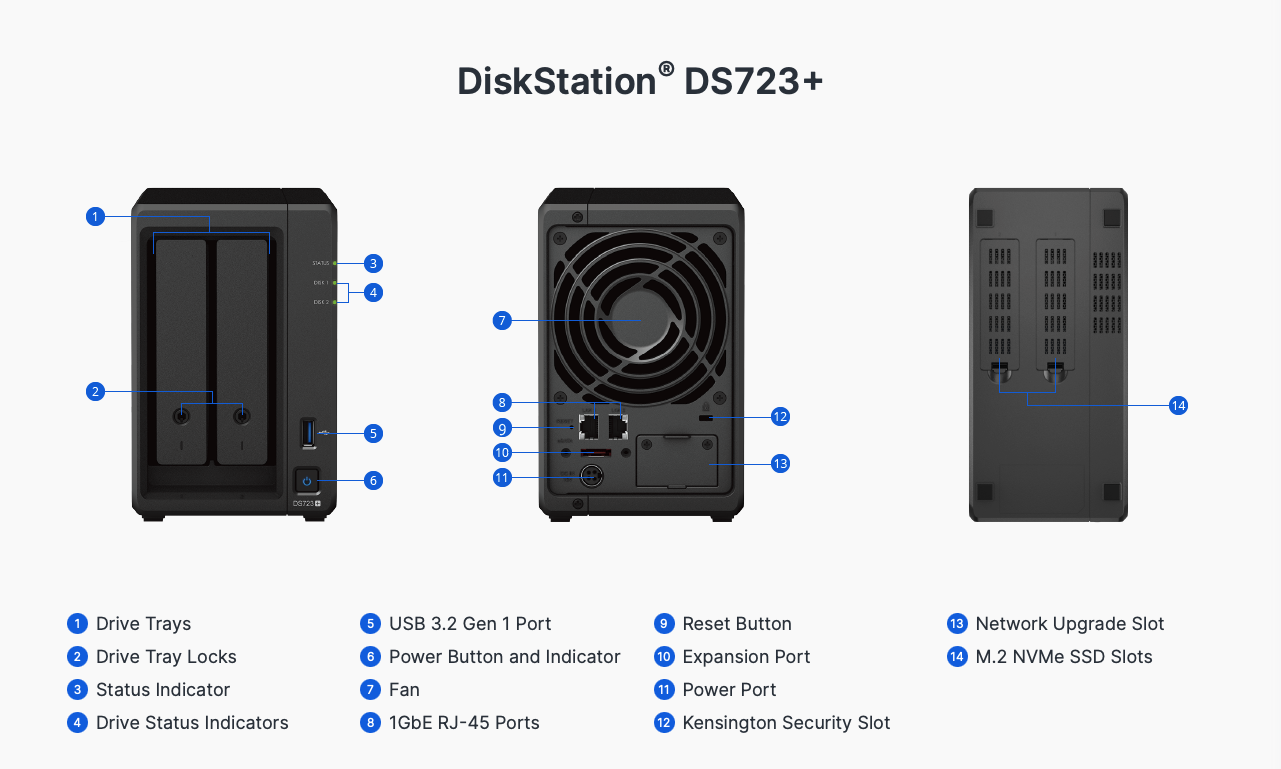 DiskStation® DS723+
1
2
STATUS
DISK 1
DISK 2
3
4
5
6
DS723+
7
8
9
10
11
12
13
14
1 Drive Trays
2 Drive Tray Locks
3 Status Indicator
4 Drive Status Indicators
5 USB 3.2 Gen 1 Port
6 Power Button and Indicator
7 Fan
8 1GbE RJ-45 Ports
9 Reset Button
10 Expansion Port
11 Power Port
12 Kensington Security Slot
13 Network Upgrade Slot
14 M.2 NVMe SSD Slots